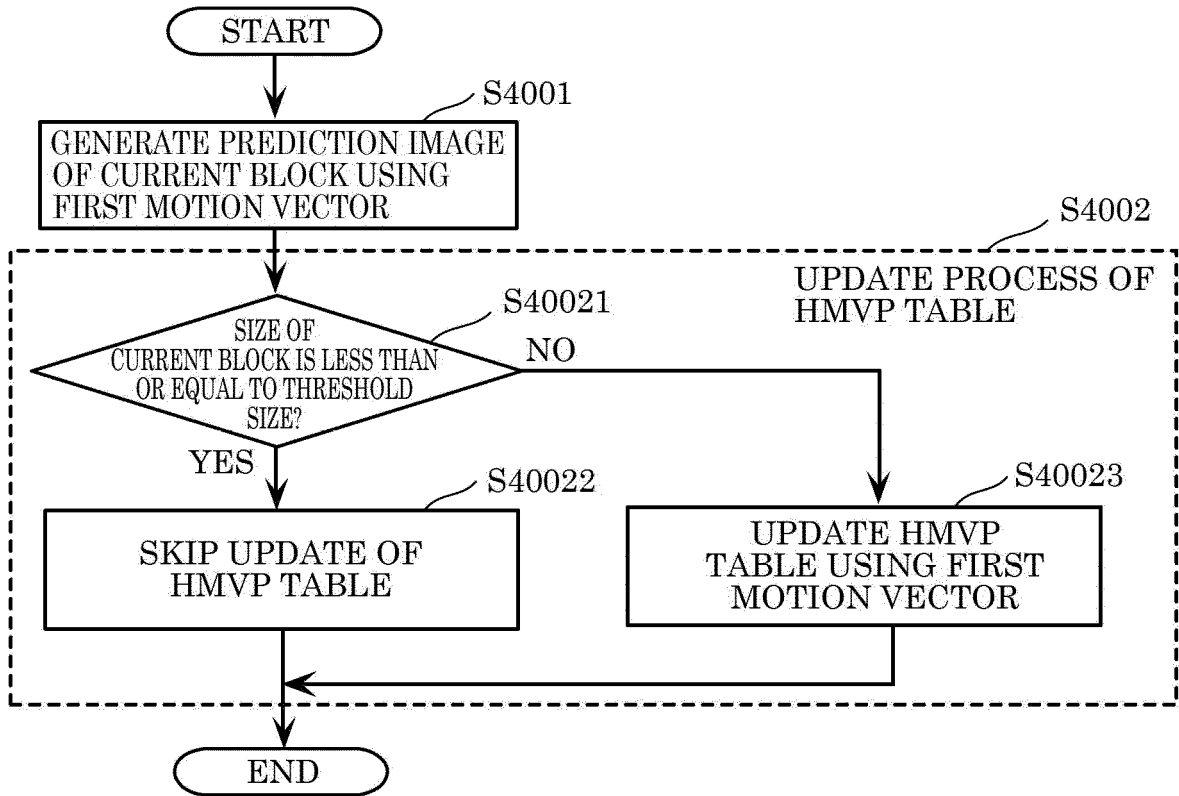 START
S4001
GENERATE PREDICTION IMAGE
OF CURRENT BLOCK USING
FIRST MOTION VECTOR
S4002
UPDATE PROCESS OF
HMVP TABLE
S40021
SIZE OF
CURRENT BLOCK IS LESS THAN
OR EQUAL TO THRESHOLD
SIZE?
NO
YES
S40022
SKIP UPDATE OF
HMVP TABLE
S40023
UPDATE HMVP
TABLE USING FIRST
MOTION VECTOR
END